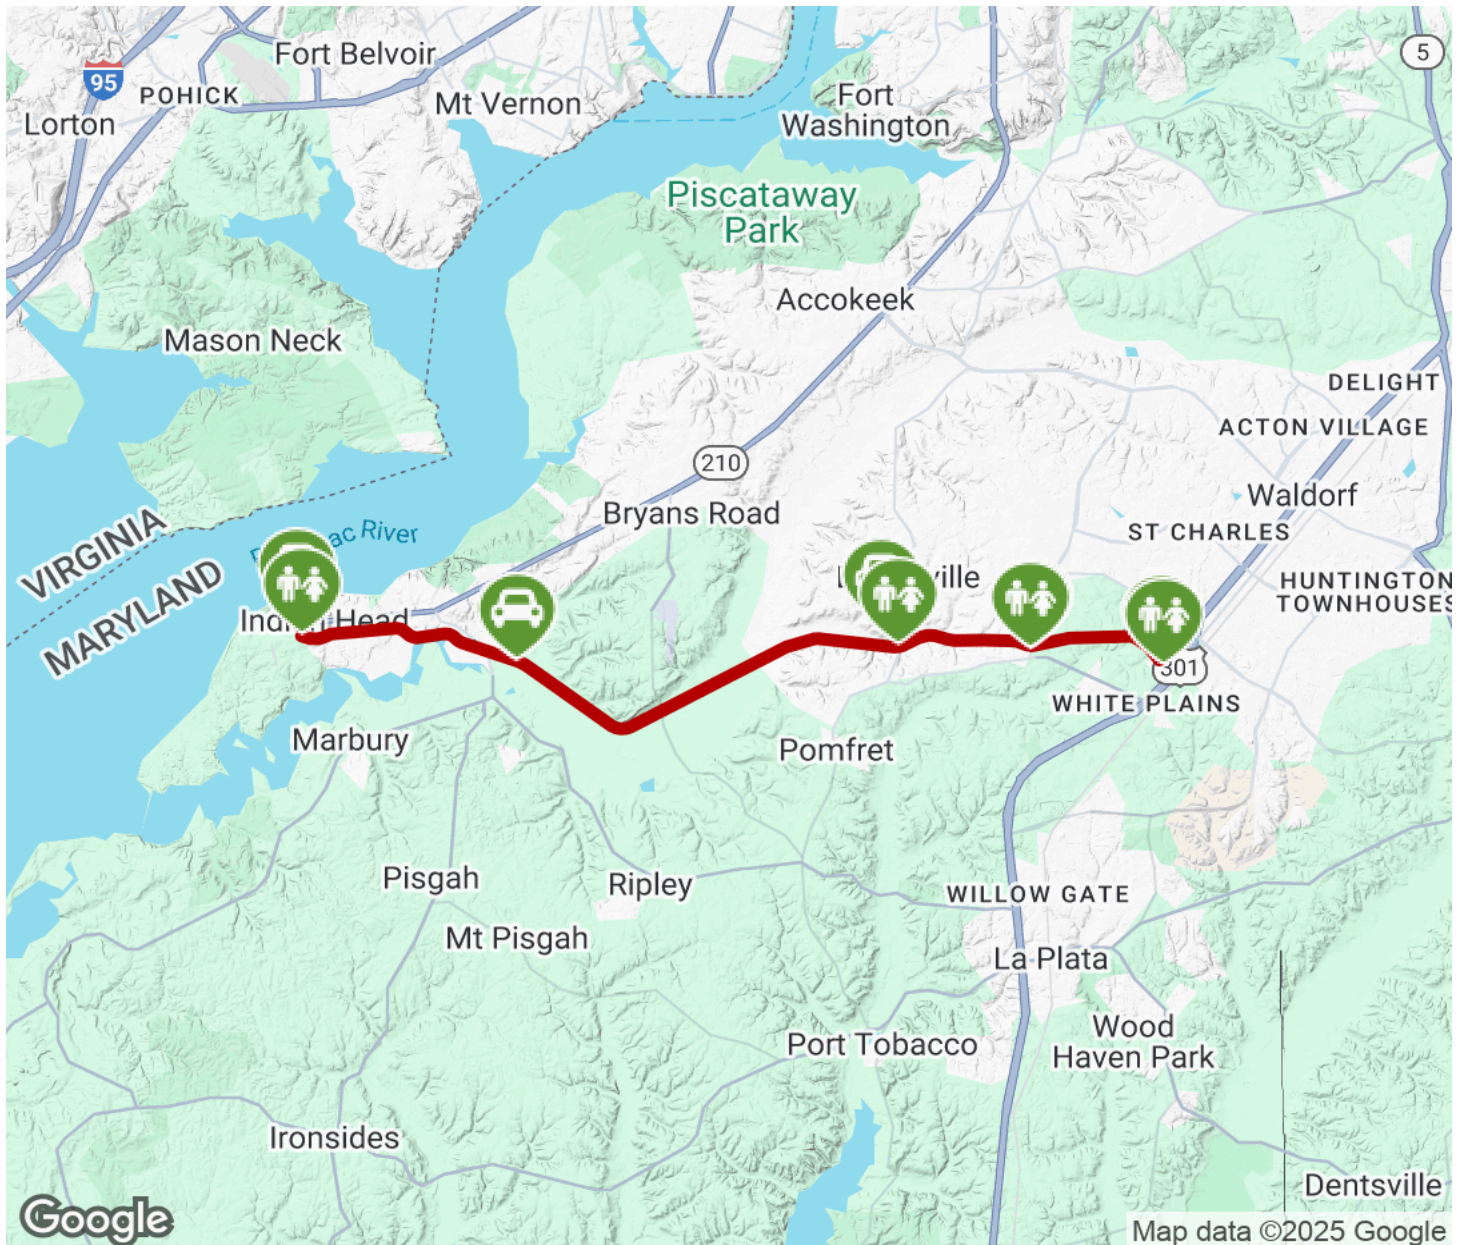 Fort Belvoir
95
POHICK
Lorton
Mt Vernon
Fort
Washington
5
Piscataway
Park
Accokeek
Mason Neck
DELIGHT
ACTON VILLAGE
210
Waldorf
Bryans Road
ST CHARLES
VIRGINIA
River
MARYLAND
HUNTINGTON
TOWNHOUSES
Head
301
WHITE PLAINS
Marbury
Pomfret
Pisgah
Ripley
WILLOW GATE
Mt Pisgah
La Plata
Wood
Haven Park
Port Tobacco
Ironsides
Dentsville
Google
Map data ©2025 Google